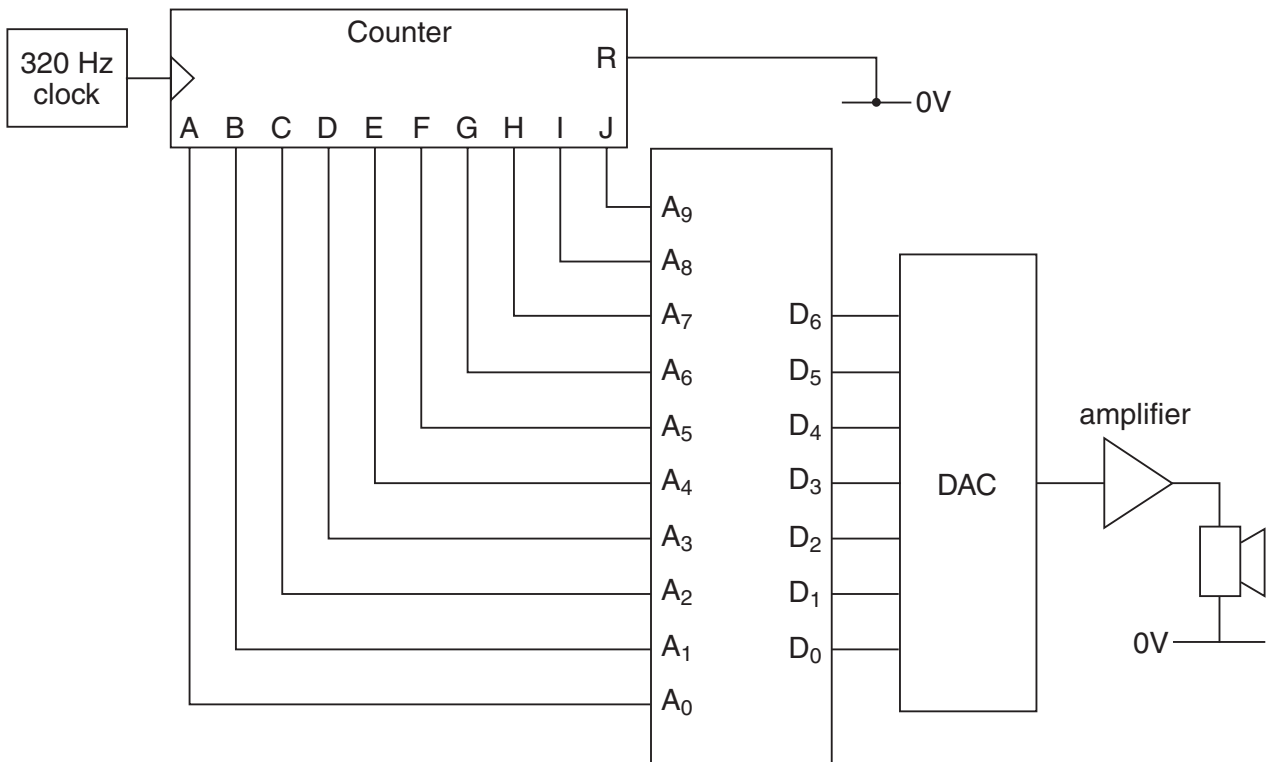 Counter
320 Hz
clock
R
0V
A B C D E F G H I J
A₉
A₈
A₇ D₆
A₆ D₅
A₅ D₄
amplifier
A₄ D₃ DAC
A₃ D₂
A₂ D₁
A₁ D₀
0V
A₀